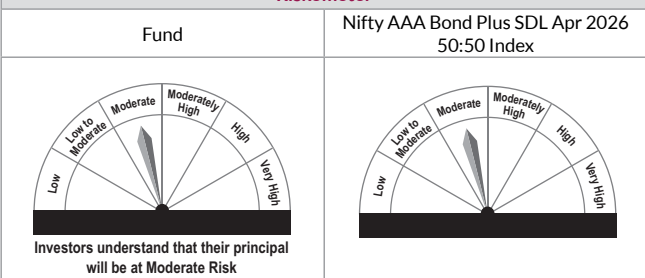 Riskometer
Fund
Nifty AAA Bond Plus SDL Apr 2026
50:50 Index
Low
Low to
Moderate
Moderate
Moderately
High
High
Very High
Investors understand that their principal
will be at Moderate Risk
Low
Low to
Moderate
Moderate
Moderately
High
High
Very High